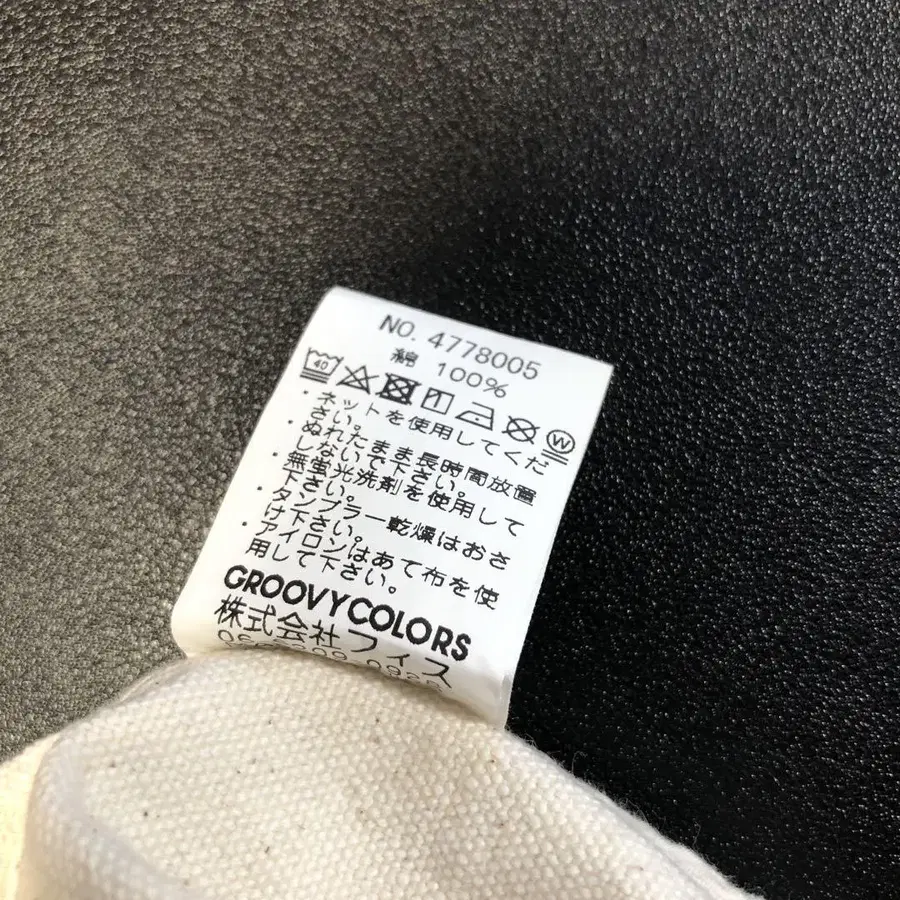 NO. 4778005
綿 100%
40 W
・ネットを使用してくだ
さい。
・ぬれたまま長時間放置
しないで下さい。
・無蛍光洗剤を使用して
下さい。
・タンブラー乾燥はおさ
け下さい。
・アイロンはあて布を使
用して下さい。
GROOVYCOLORS
株式会社フィス